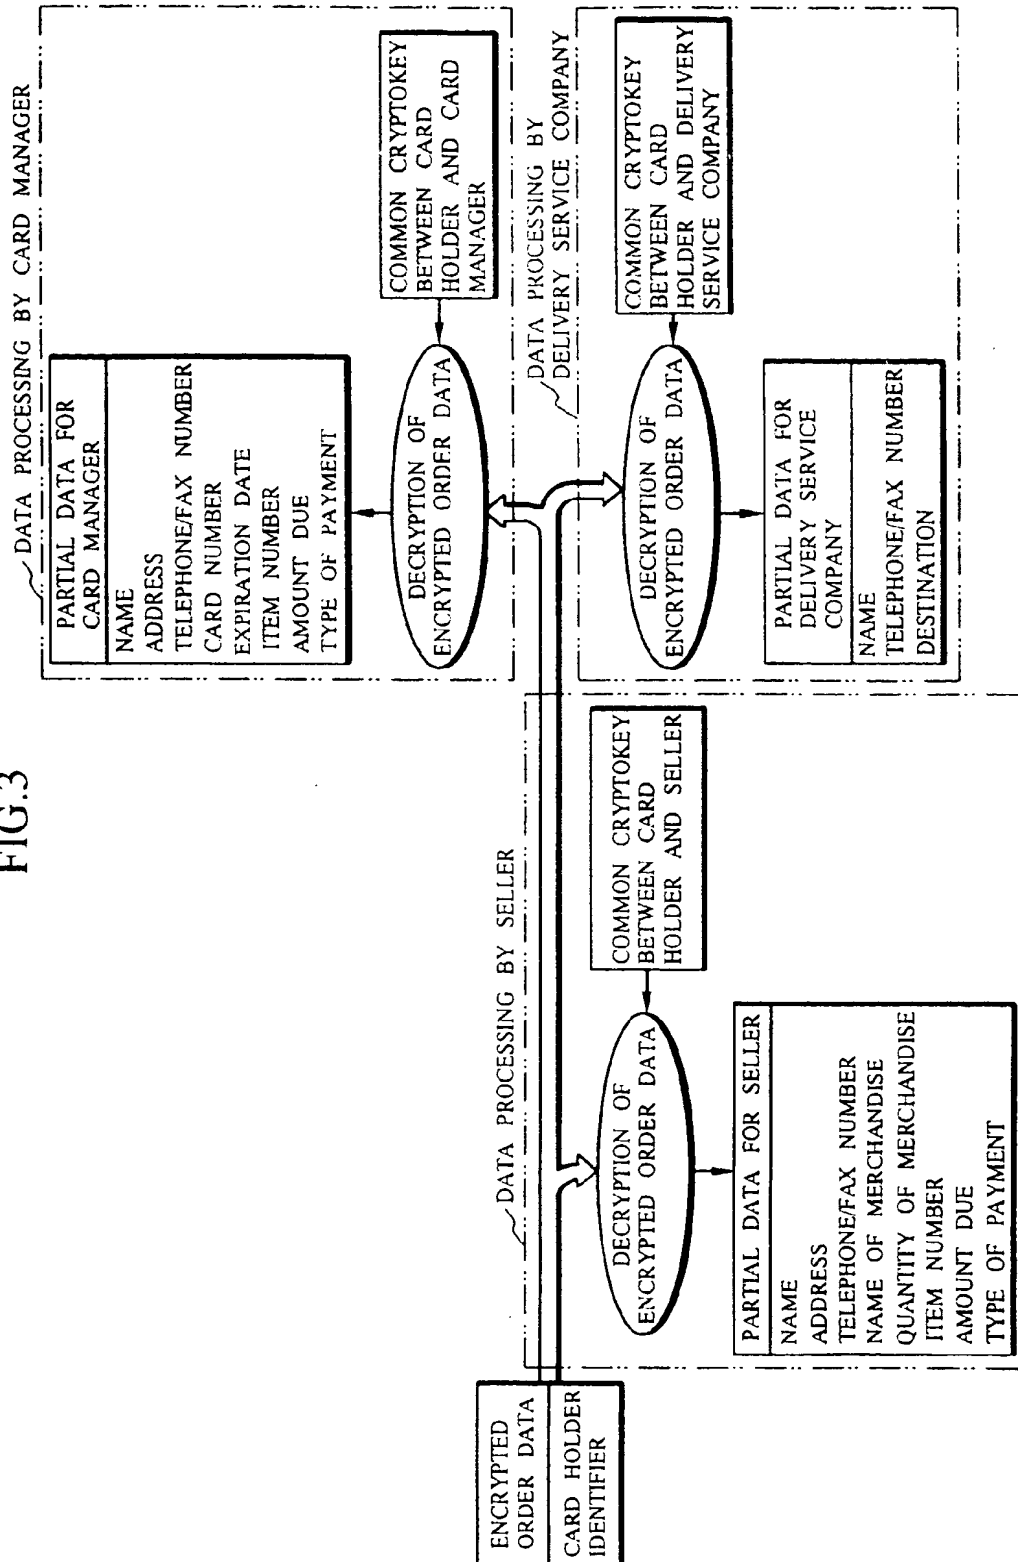 FIG.3
ENCRYPTED
ORDER DATA
CARD HOLDER
IDENTIFIER
DATA PROCESSING BY SELLER
DECRYPTION OF
ENCRYPTED ORDER DATA
COMMON CRYPTOKEY
BETWEEN CARD
HOLDER AND SELLER
PARTIAL DATA FOR SELLER
NAME
ADDRESS
TELEPHONE/FAX NUMBER
NAME OF MERCHANDISE
QUANTITY OF MERCHANDISE
ITEM NUMBER
AMOUNT DUE
TYPE OF PAYMENT
DATA PROCESSING BY CARD MANAGER
PARTIAL DATA FOR
CARD MANAGER
NAME
ADDRESS
TELEPHONE/FAX NUMBER
CARD NUMBER
EXPIRATION DATE
ITEM NUMBER
AMOUNT DUE
TYPE OF PAYMENT
DECRYPTION OF
ENCRYPTED ORDER DATA
COMMON CRYPTOKEY
BETWEEN CARD
HOLDER AND CARD
MANAGER
DATA PROCESSING BY
DELIVERY SERVICE COMPANY
DECRYPTION OF
ENCRYPTED ORDER DATA
COMMON CRYPTOKEY
BETWEEN CARD
HOLDER AND DELIVERY
SERVICE COMPANY
PARTIAL DATA FOR
DELIVERY SERVICE
COMPANY
NAME
TELEPHONE/FAX NUMBER
DESTINATION